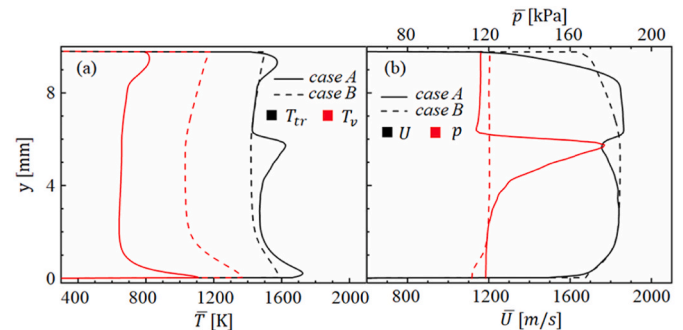 p̅ [kPa]
80 120 160 200
(a)
case A
case B
T_tr T_v
(b)
case A
case B
U p
y [mm]
8
4
0
400 800 1200 1600 2000
T̅ [K]
800 1200 1600 2000
U̅ [m/s]